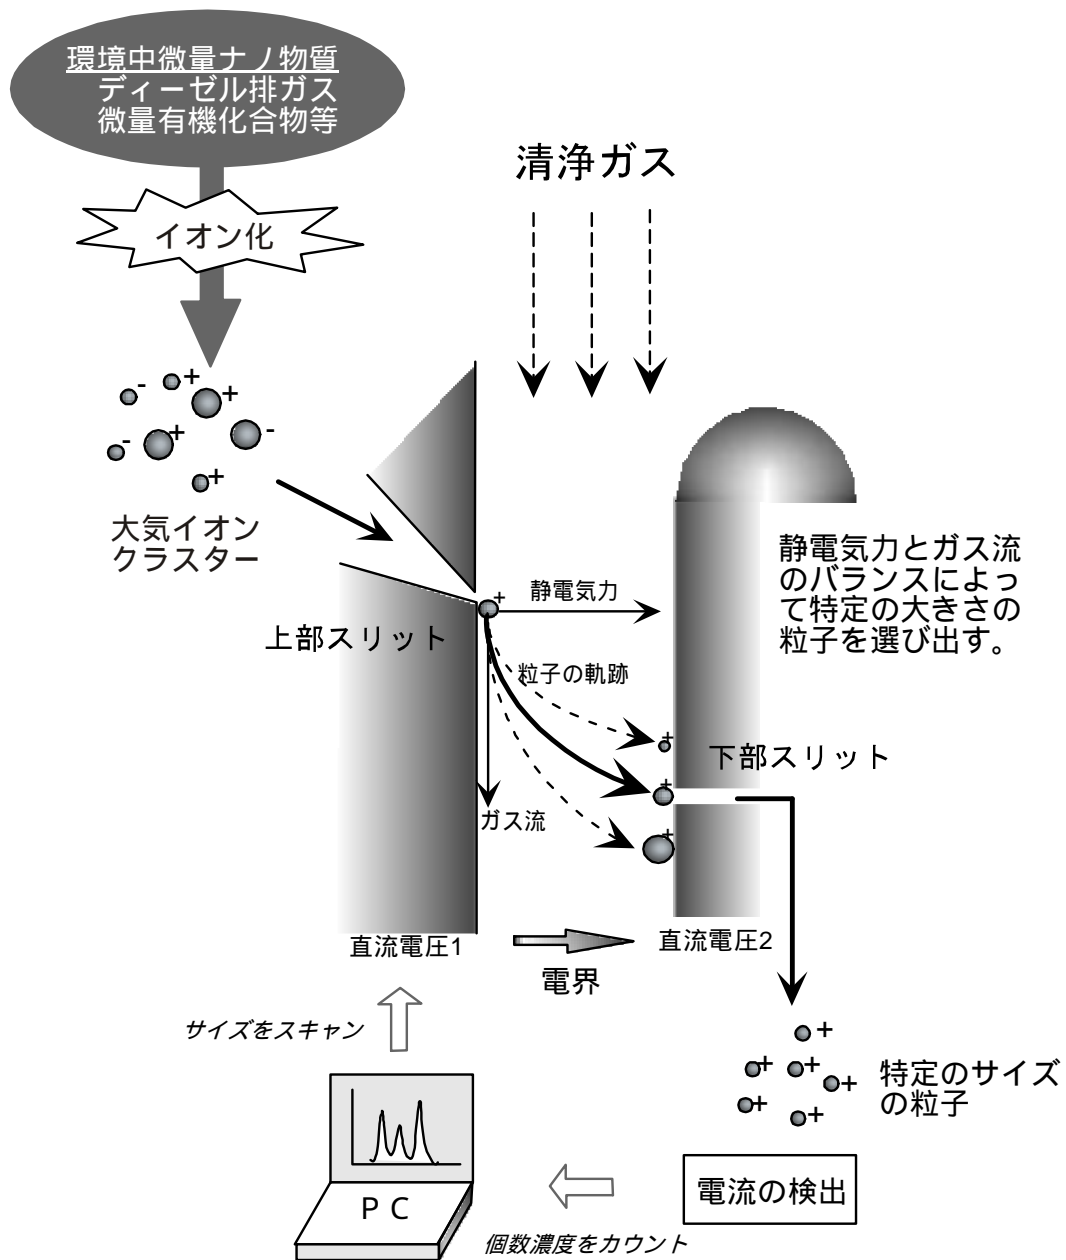 環境中微量ナノ物質
ディーゼル排ガス
微量有機化合物等
清浄ガス
イオン化
- + + + - - +
大気イオン
クラスター
静電気力とガス流
のバランスによっ
て特定の大きさの
粒子を選び出す。
+
静電気力
上部スリット
粒子の軌跡
+
下部スリット
+
ガス流
+
直流電圧1
直流電圧2
電界
サイズをスキャン
+ + + + + +
特定のサイズ
の粒子
電流の検出
PC
個数濃度をカウント